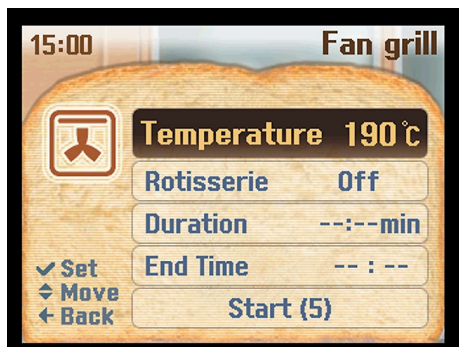 15:00 Fan grill
Temperature 190°C
Rotisserie Off
Duration --:--min
End Time -- : --
Start (5)
Set
Move
Back